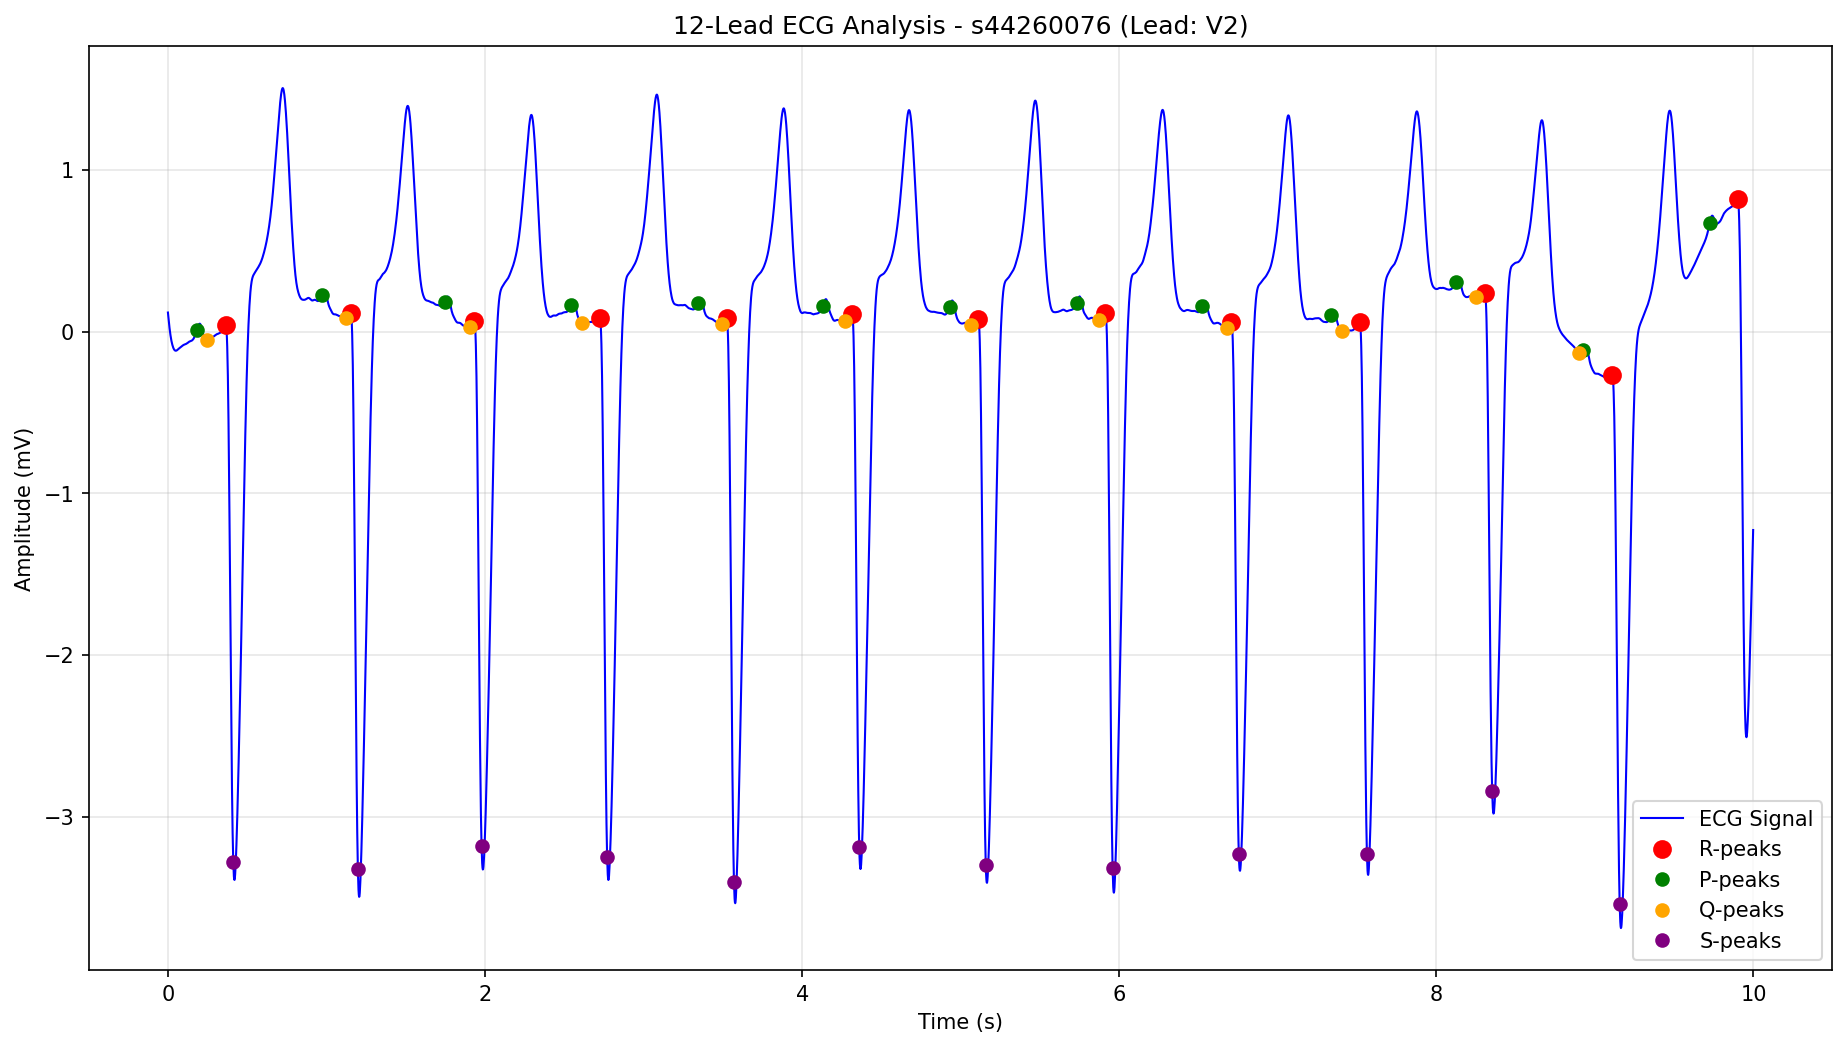 12-Lead ECG Analysis - s44260076 (Lead: V2)
Amplitude (mV)
1
0
−1
−2
−3
0
2
4
6
8
10
Time (s)
ECG Signal
R-peaks
P-peaks
Q-peaks
S-peaks